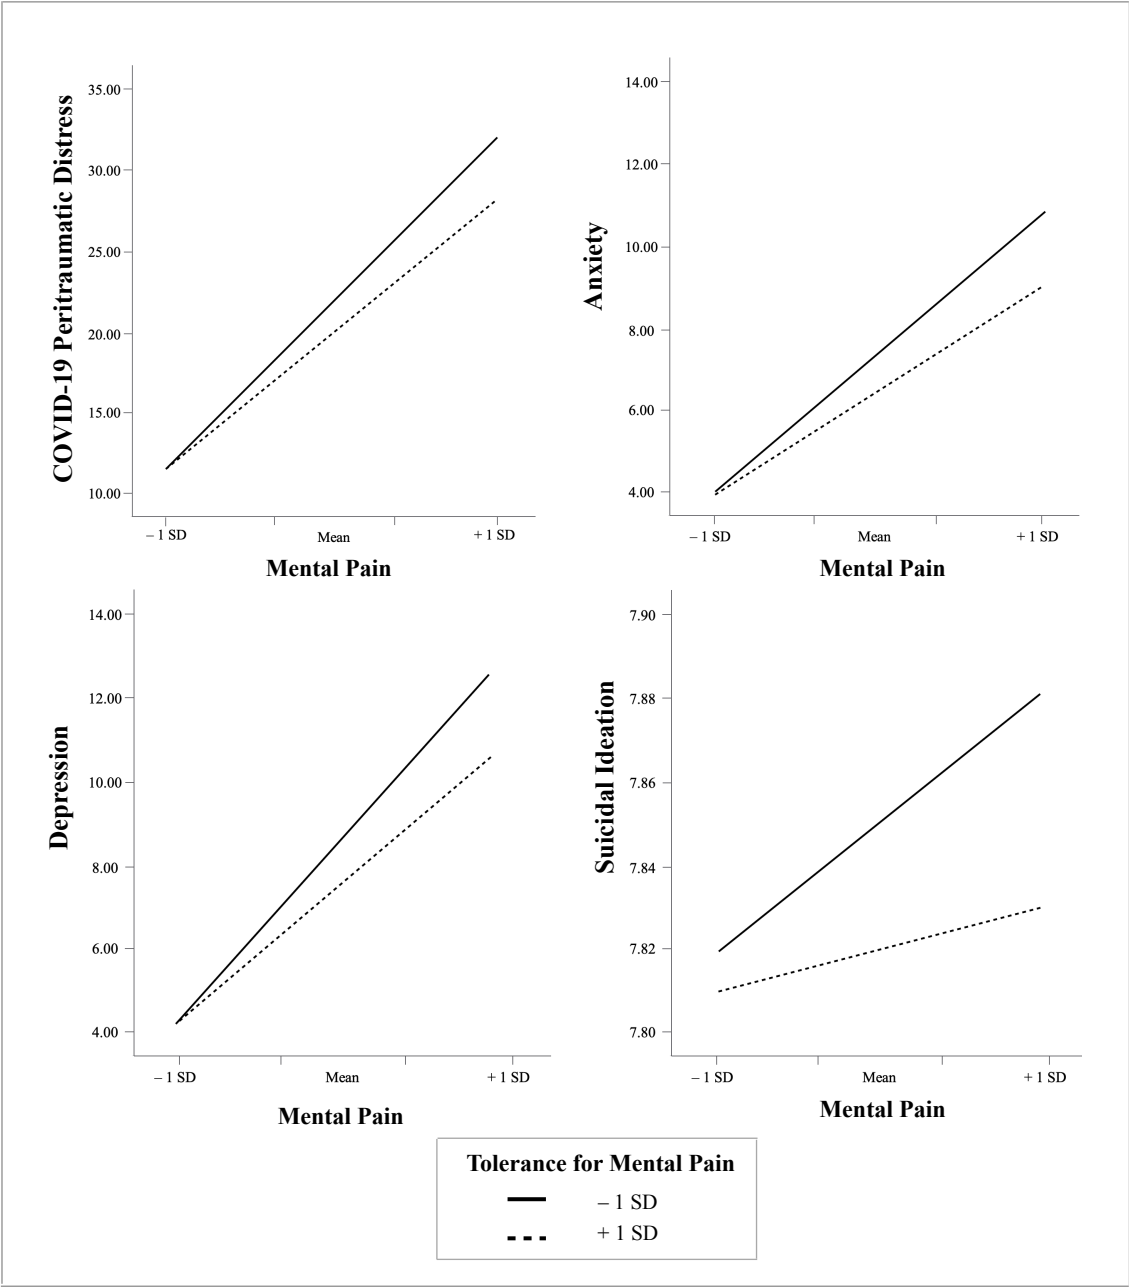 COVID-19 Peritraumatic Distress
35.00
30.00
25.00
20.00
15.00
10.00
– 1 SD
Mean
+ 1 SD
Mental Pain
Anxiety
14.00
12.00
10.00
8.00
6.00
4.00
– 1 SD
Mean
+ 1 SD
Mental Pain
Depression
14.00
12.00
10.00
8.00
6.00
4.00
– 1 SD
Mean
+ 1 SD
Mental Pain
Suicidal Ideation
7.90
7.88
7.86
7.84
7.82
7.80
– 1 SD
Mean
+ 1 SD
Mental Pain
Tolerance for Mental Pain
– 1 SD
+ 1 SD